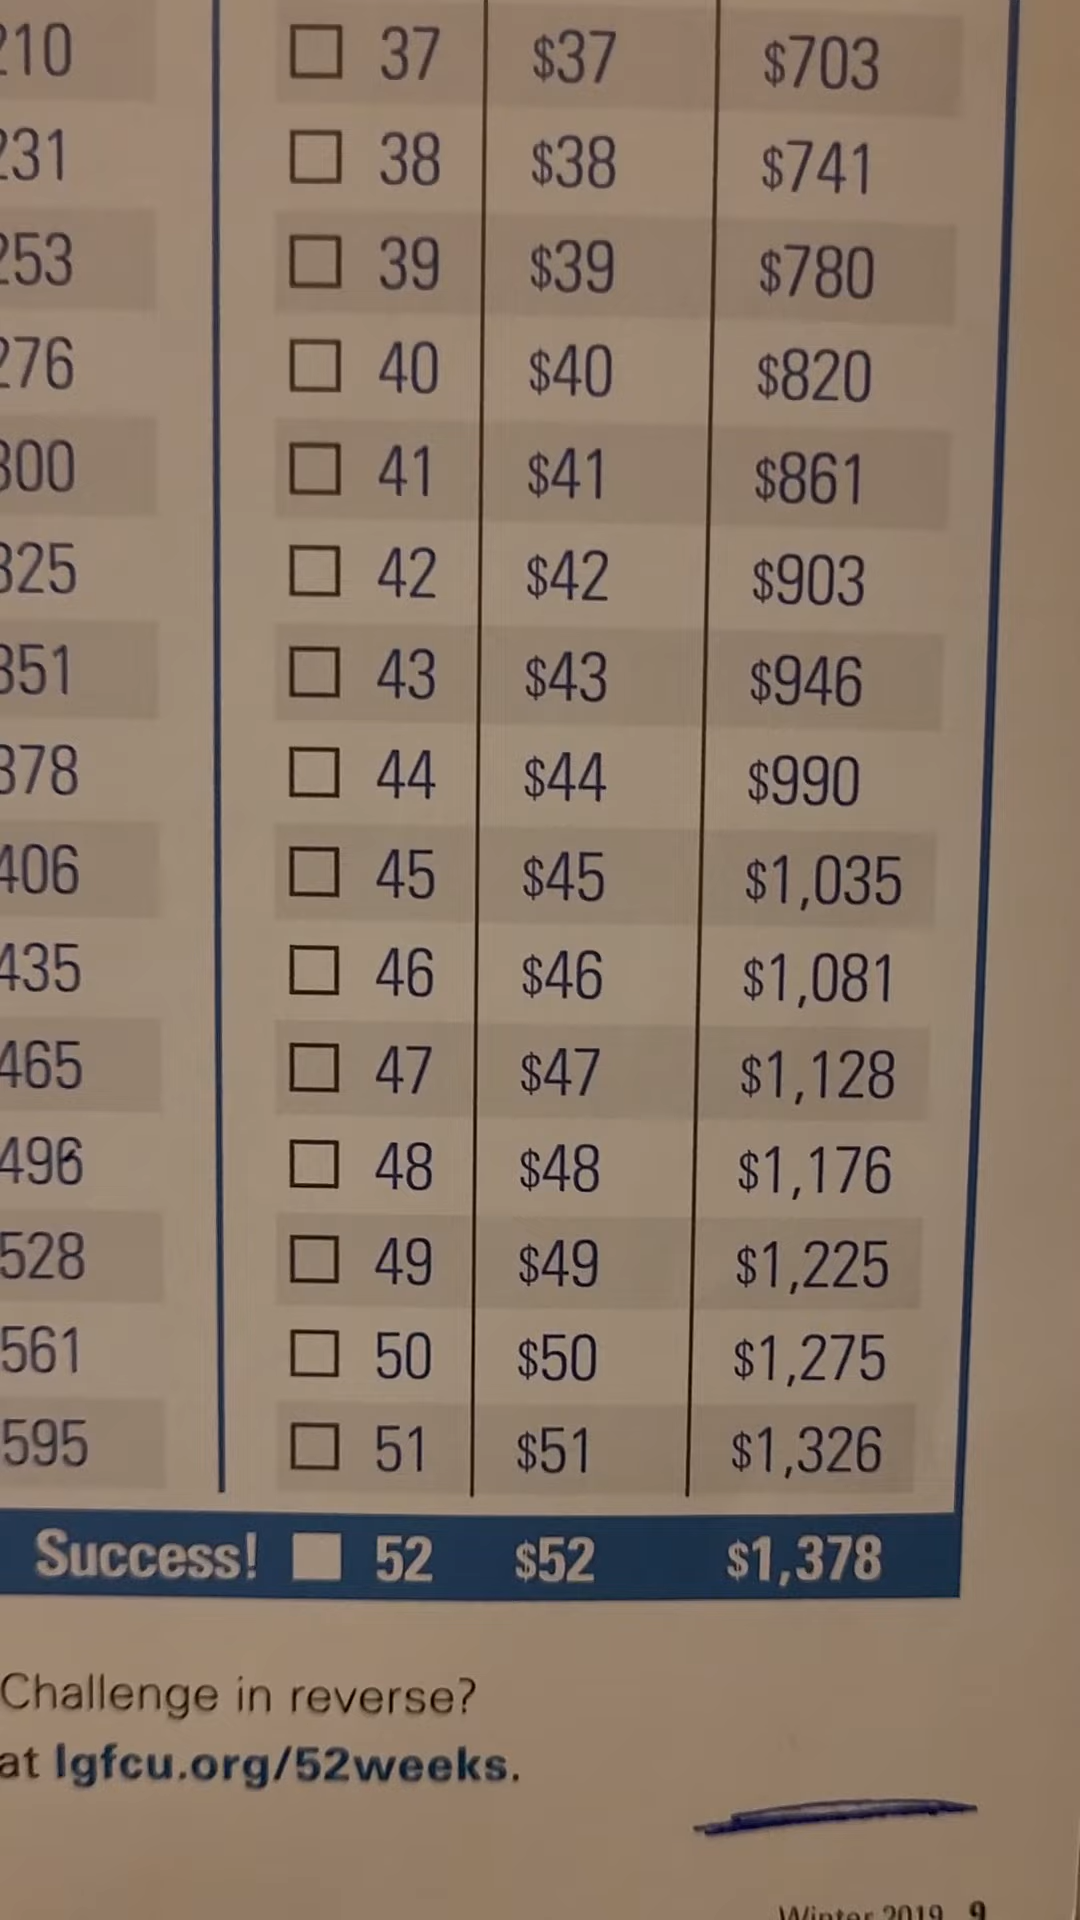 210 37 $37 $703
231 38 $38 $741
253 39 $39 $780
276 40 $40 $820
300 41 $41 $861
325 42 $42 $903
351 43 $43 $946
378 44 $44 $990
406 45 $45 $1,035
435 46 $46 $1,081
465 47 $47 $1,128
496 48 $48 $1,176
528 49 $49 $1,225
561 50 $50 $1,275
595 51 $51 $1,326
Success! 52 $52 $1,378
Challenge in reverse?
at lgfcu.org/52weeks.
Winter 2019 9